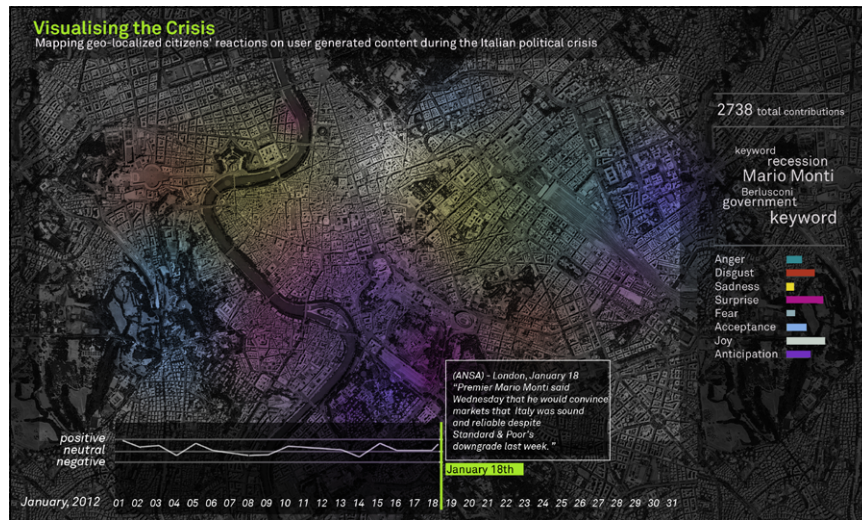 Visualising the Crisis
Mapping geo-localized citizens' reactions on user generated content during the Italian political crisis
2738 total contributions
keyword
recession
Mario Monti
Berlusconi
government
keyword
Anger
Disgust
Sadness
Surprise
Fear
Acceptance
Joy
Anticipation
(ANSA) - London, January 18
"Premier Mario Monti said
Wednesday that he would convince
markets that Italy was sound
and reliable despite
Standard & Poor's
downgrade last week."
positive
neutral
negative
January 18th
January, 2012 01 02 03 04 05 06 07 08 09 10 11 12 13 14 15 16 17 18 19 20 21 22 23 24 25 26 27 28 29 30 31